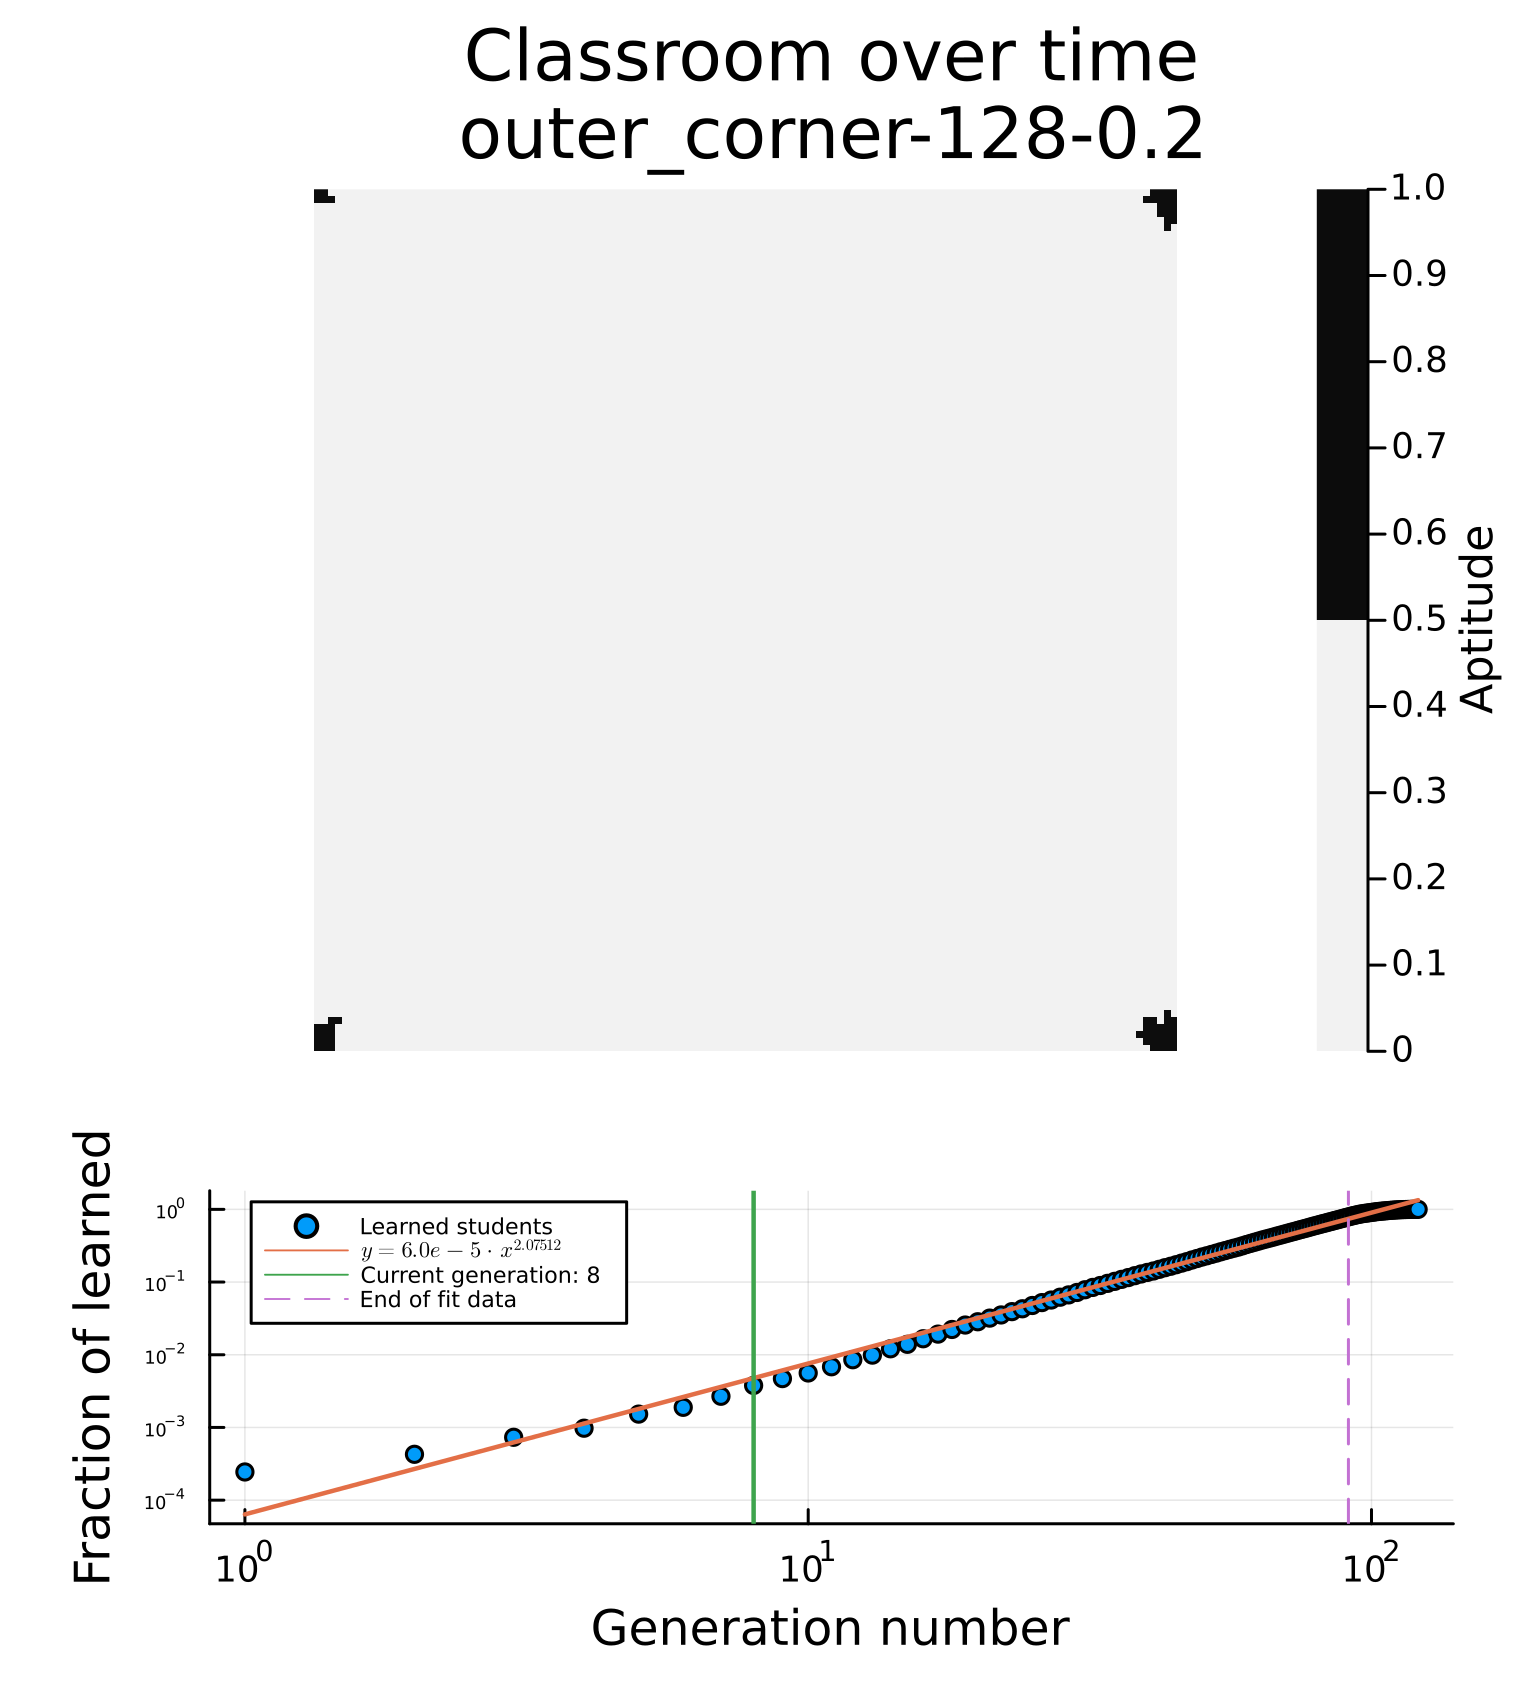 Classroom over time
outer_corner-128-0.2
1.0
0.9
0.8
0.7
0.6
0.5
0.4
0.3
0.2
0.1
0
Aptitude
Fraction of learned
10^0
10^-1
10^-2
10^-3
10^-4
Learned students
y = 6.0e − 5 · x^2.07512
Current generation: 8
End of fit data
10^0
10^1
10^2
Generation number